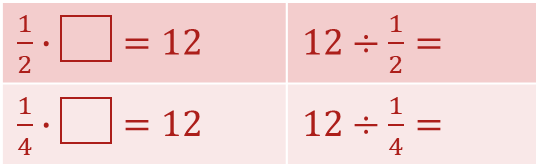 1/2 · □ = 12
12 ÷ 1/2 =
1/4 · □ = 12
12 ÷ 1/4 =